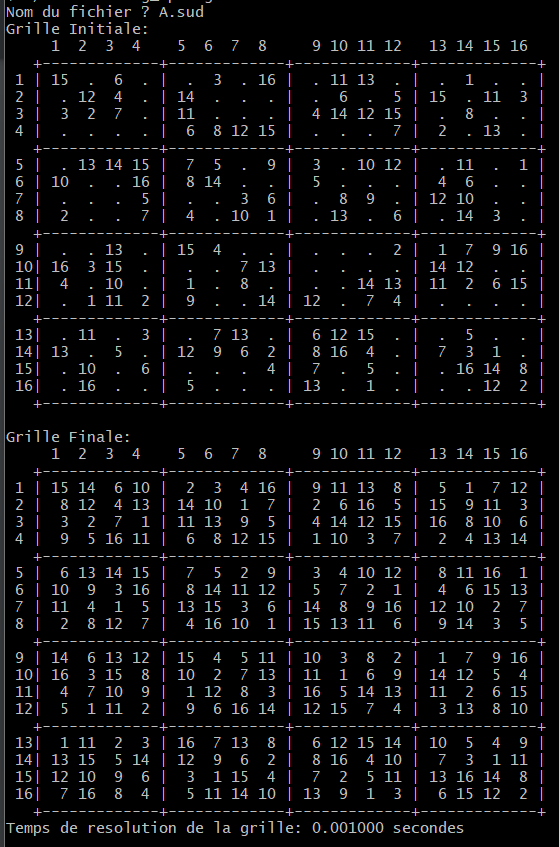 Nom du fichier ? A.sud
Grille Initiale:
      1  2  3  4    5  6  7  8    9 10 11 12   13 14 15 16
   +-------------+-------------+-------------+-------------+
 1 | 15  .  6  . |  .  3  . 16 |  . 11 13  . |  .  1  .  . |
 2 |  . 12  4  . | 14  .  .  . |  .  6  .  5 | 15  . 11  3 |
 3 |  3  2  7  . | 11  .  .  . |  4 14 12 15 |  .  8  .  . |
 4 |  .  .  .  . |  6  8 12 15 |  .  .  .  7 |  2  . 13  . |
   +-------------+-------------+-------------+-------------+
 5 |  . 13 14 15 |  7  5  .  9 |  3  . 10 12 |  . 11  .  1 |
 6 | 10  .  . 16 |  8 14  .  . |  5  .  .  . |  4  6  .  . |
 7 |  .  .  .  5 |  .  .  3  6 |  .  8  9  . | 12 10  .  . |
 8 |  2  .  .  7 |  4  . 10  1 |  . 13  .  6 |  . 14  3  . |
   +-------------+-------------+-------------+-------------+
 9 |  .  . 13  . | 15  4  .  . |  .  .  .  2 |  1  7  9 16 |
 10| 16  3 15  . |  .  .  7 13 |  .  .  .  . | 14 12  .  . |
 11|  4  . 10  . |  1  .  8  . |  .  . 14 13 | 11  2  6 15 |
 12|  .  1 11  2 |  9  .  . 14 | 12  .  7  4 |  .  .  .  . |
   +-------------+-------------+-------------+-------------+
 13|  . 11  .  3 |  .  7 13  . |  6 12 15  . |  .  5  .  . |
 14| 13  .  5  . | 12  9  6  2 |  8 16  4  . |  7  3  1  . |
 15|  . 10  .  6 |  .  .  .  4 |  7  .  5  . |  . 16 14  8 |
 16|  . 16  .  . |  5  .  .  . | 13  .  1  . |  .  . 12  2 |
   +-------------+-------------+-------------+-------------+
Grille Finale:
      1  2  3  4    5  6  7  8    9 10 11 12   13 14 15 16
   +-------------+-------------+-------------+-------------+
 1 | 15 14  6 10 |  2  3  4 16 |  9 11 13  8 |  5  1  7 12 |
 2 |  8 12  4 13 | 14 10  1  7 |  2  6 16  5 | 15  9 11  3 |
 3 |  3  2  7  1 | 11 13  9  5 |  4 14 12 15 | 16  8 10  6 |
 4 |  9  5 16 11 |  6  8 12 15 |  1 10  3  7 |  2  4 13 14 |
   +-------------+-------------+-------------+-------------+
 5 |  6 13 14 15 |  7  5  2  9 |  3  4 10 12 |  8 11 16  1 |
 6 | 10  9  3 16 |  8 14 11 12 |  5  7  2  1 |  4  6 15 13 |
 7 | 11  4  1  5 | 13 15  3  6 | 14  8  9 16 | 12 10  2  7 |
 8 |  2  8 12  7 |  4 16 10  1 | 15 13 11  6 |  9 14  3  5 |
   +-------------+-------------+-------------+-------------+
 9 | 14  6 13 12 | 15  4  5 11 | 10  3  8  2 |  1  7  9 16 |
 10| 16  3 15  8 | 10  2  7 13 | 11  1  6  9 | 14 12  5  4 |
 11|  4  7 10  9 |  1 12  8  3 | 16  5 14 13 | 11  2  6 15 |
 12|  5  1 11  2 |  9  6 16 14 | 12 15  7  4 |  3 13  8 10 |
   +-------------+-------------+-------------+-------------+
 13|  1 11  2  3 | 16  7 13  8 |  6 12 15 14 | 10  5  4  9 |
 14| 13 15  5 14 | 12  9  6  2 |  8 16  4 10 |  7  3  1 11 |
 15| 12 10  9  6 |  3  1 15  4 |  7  2  5 11 | 13 16 14  8 |
 16|  7 16  8  4 |  5 11 14 10 | 13  9  1  3 |  6 15 12  2 |
   +-------------+-------------+-------------+-------------+
Temps de resolution de la grille: 0.001000 secondes